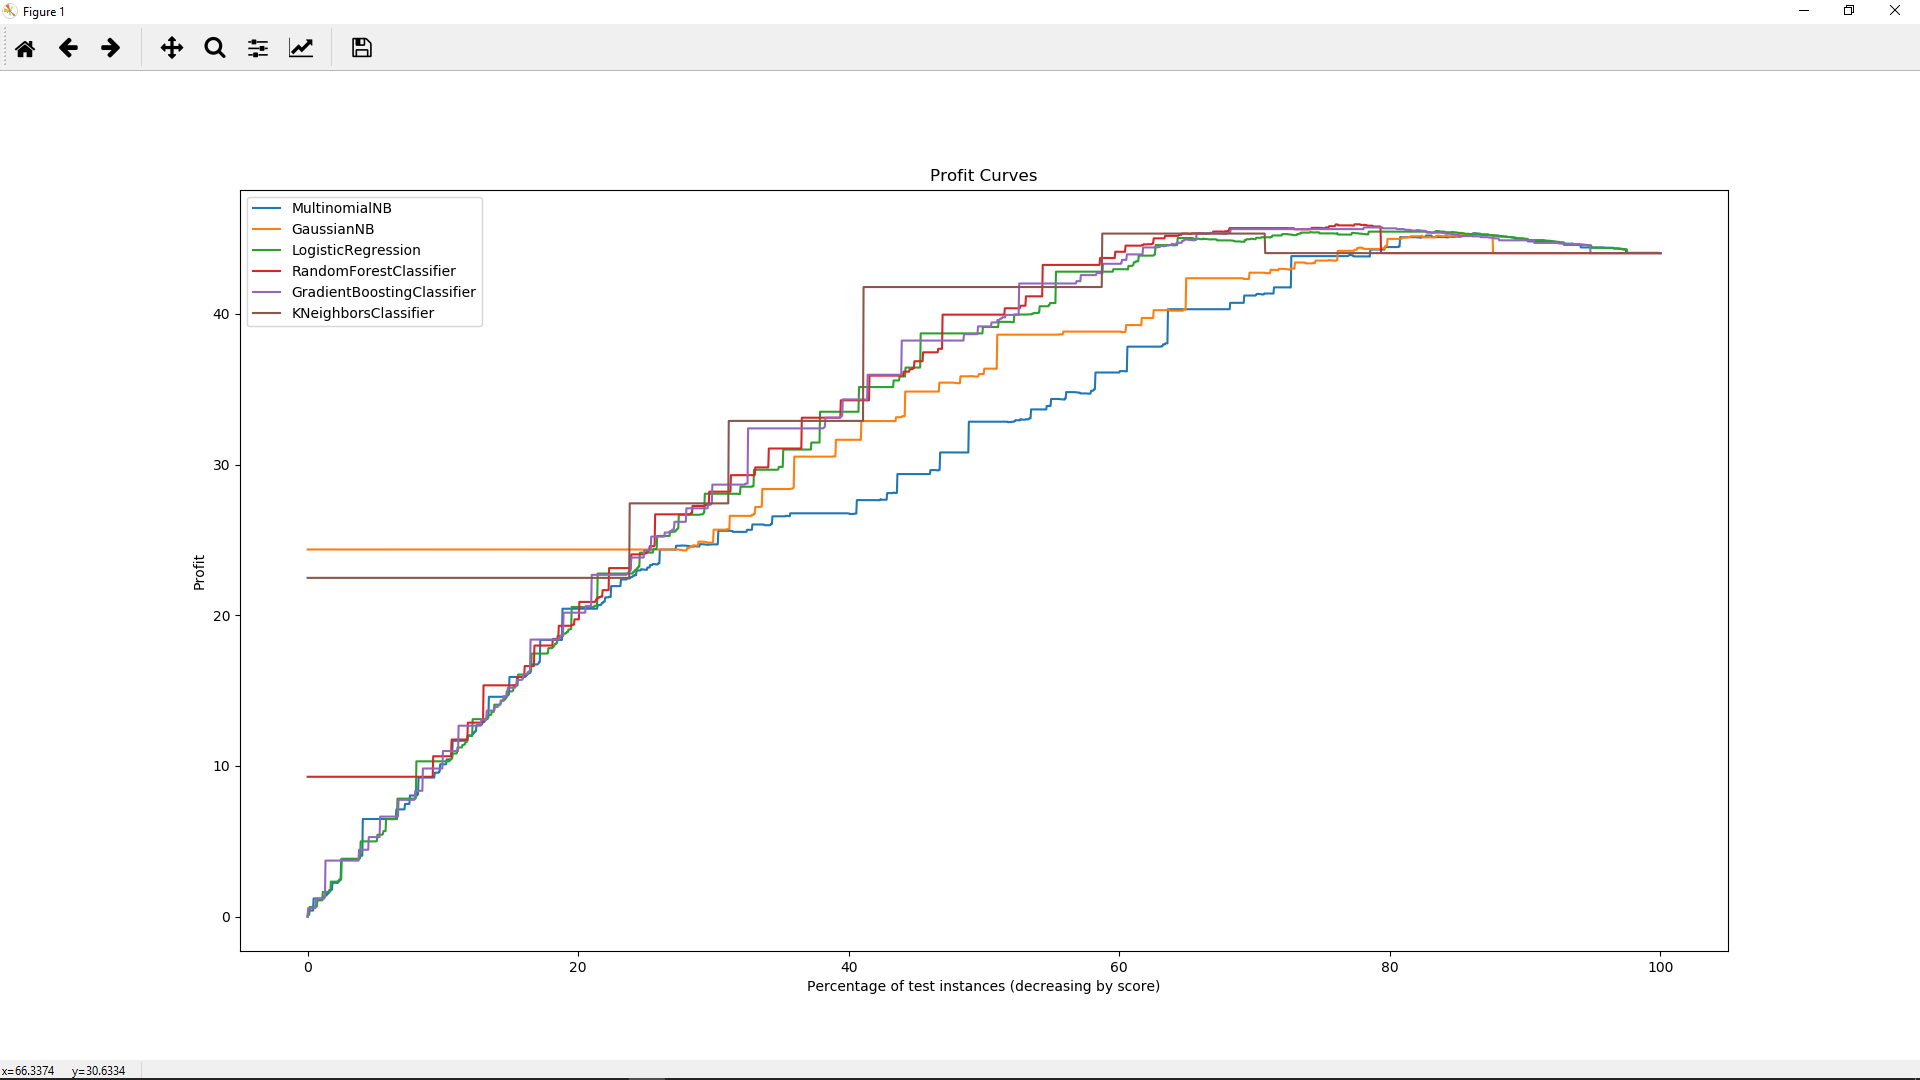 Figure 1
Profit Curves
MultinomialNB
GaussianNB
LogisticRegression
RandomForestClassifier
GradientBoostingClassifier
KNeighborsClassifier
40
30
20
10
0
Profit
0 20 40 60 80 100
Percentage of test instances (decreasing by score)
x=66.3374 y=30.6334